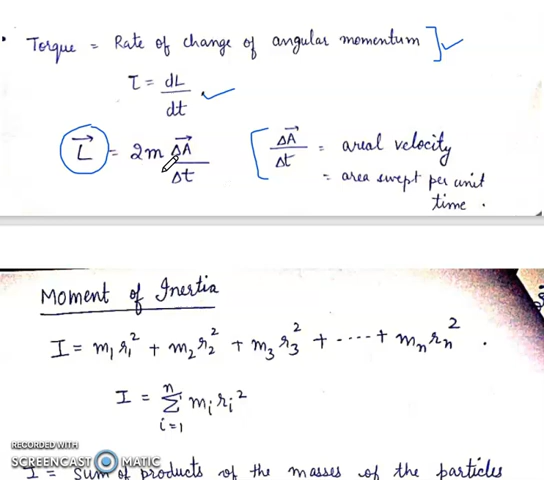 Torque = Rate of change of angular momentum
τ = dL/dt
L⃗ = 2m ΔA⃗/Δt [ ΔA⃗/Δt = areal velocity
= area swept per unit time.
Moment of Inertia
I = m₁r₁² + m₂r₂² + m₃r₃² + ····+ mₙrₙ².
I = Σⁿᵢ₌₁ mᵢrᵢ²
RECORDED WITH
SCREENCAST MATIC
I = sum of products of the masses of the particles